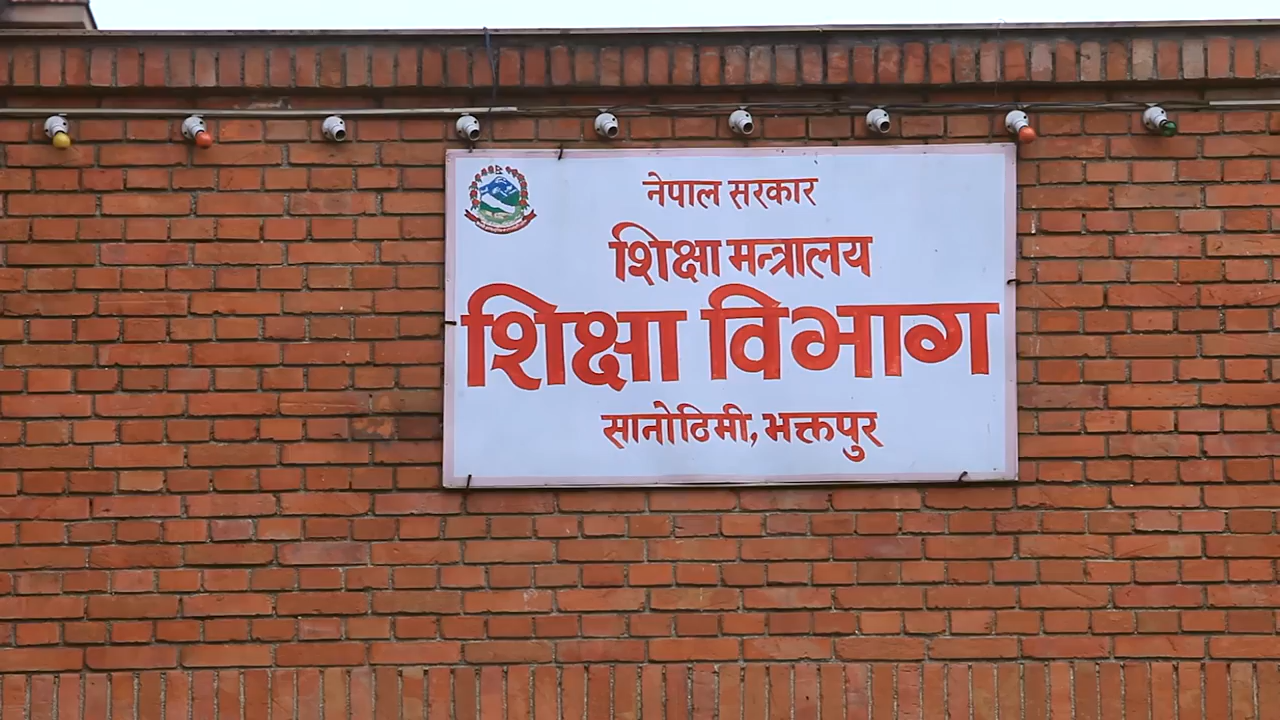 नेपाल सरकार
शिक्षा मन्त्रालय
शिक्षा विभाग
सानोठिमी, भक्तपुर